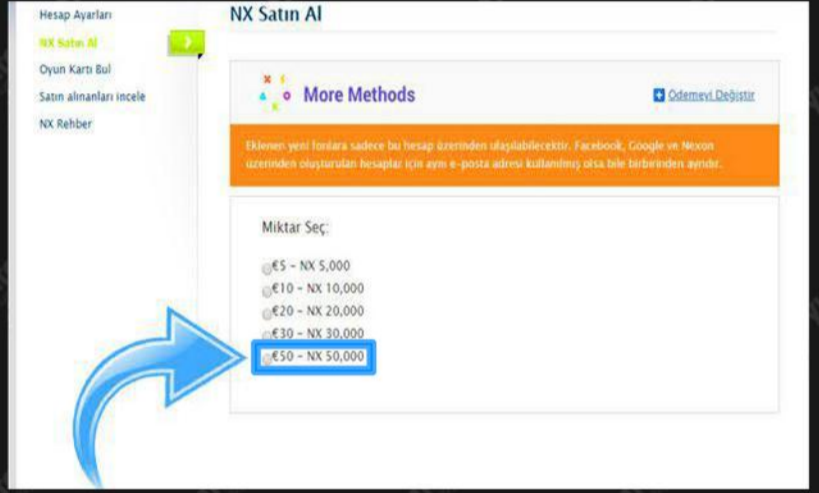 Hesap Ayarları
NX Satın Al
Oyun Kartı Bul
Satın alınanları incele
NX Rehber
NX Satın Al
More Methods
Ödemeyi Değiştir
Eklenen yeni fonlara sadece bu hesap üzerinden ulaşılabilecektir. Facebook, Google ve Nexon
üzerinden oluşturulan hesaplar için aynı e-posta adresi kullanılmış olsa bile birbirinden ayrıdır.
Miktar Seç:
€5 - NX 5,000
€10 - NX 10,000
€20 - NX 20,000
€30 - NX 30,000
€50 - NX 50,000